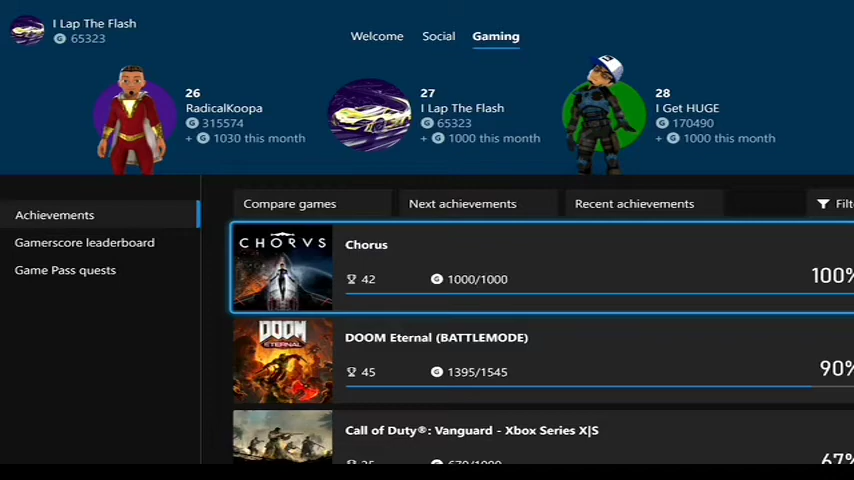 I Lap The Flash
G 65323
Welcome Social Gaming
26
RadicalKoopa
G 315574
+ G 1030 this month
27
I Lap The Flash
G 65323
+ G 1000 this month
28
I Get HUGE
G 170490
+ G 1000 this month
Achievements
Gamerscore leaderboard
Game Pass quests
Compare games Next achievements Recent achievements Filt
CHORVS
Chorus
42 G 1000/1000
100%
DOOM
ETERNAL
DOOM Eternal (BATTLEMODE)
45 G 1395/1545
90%
Call of Duty®: Vanguard - Xbox Series X|S
67%